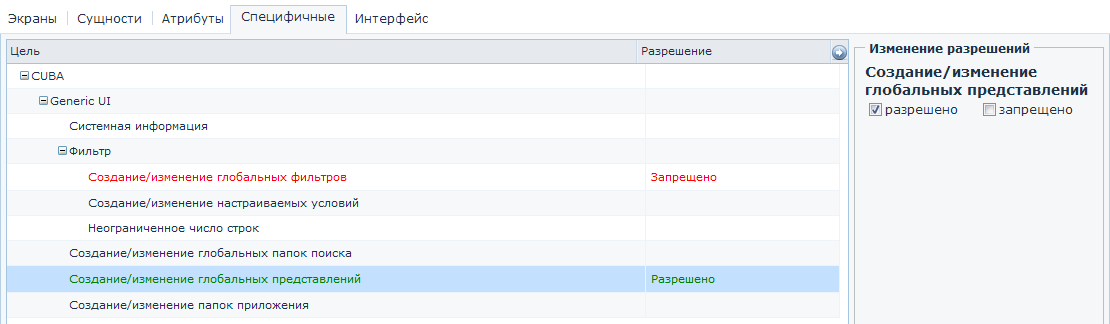 Экраны Сущности Атрибуты Специфичные Интерфейс
Цель Разрешение
CUBA
Generic UI
Системная информация
Фильтр
Создание/изменение глобальных фильтров Запрещено
Создание/изменение настраиваемых условий
Неограниченное число строк
Создание/изменение глобальных папок поиска
Создание/изменение глобальных представлений Разрешено
Создание/изменение папок приложения
Изменение разрешений
Создание/изменение
глобальных представлений
разрешено запрещено